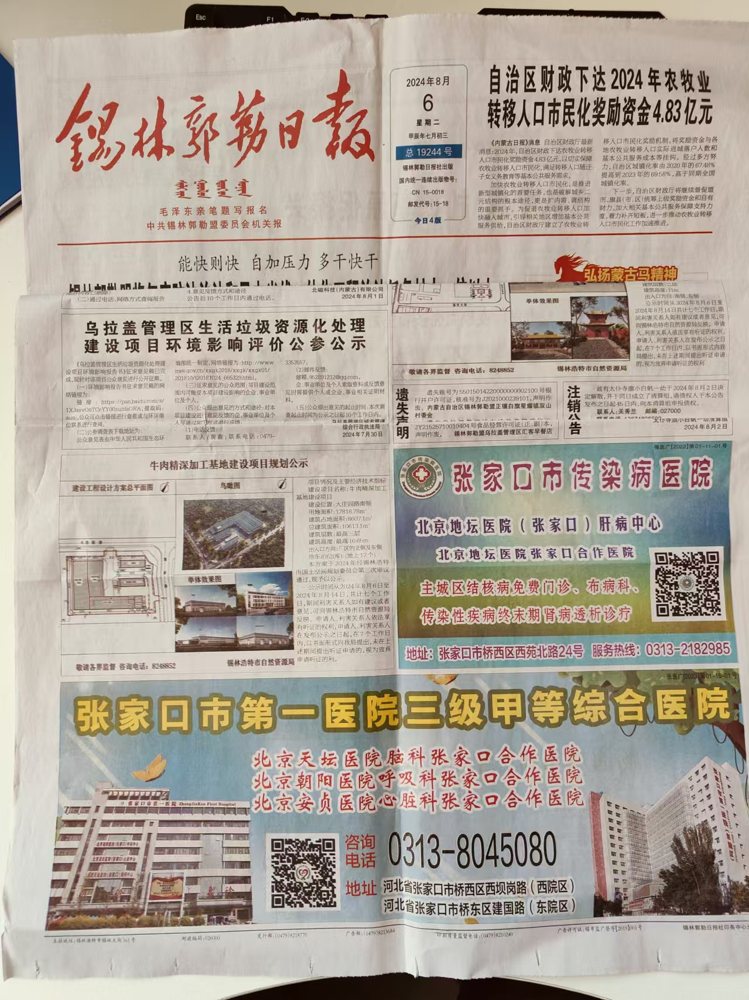 Esc
F1
锡林郭勒日报
毛泽东亲笔题写报名
中共锡林郭勒盟委员会机关报
2024年8月
6
星期二
甲辰年七月初三
总 19244 号
锡林郭勒日报社出版
国内统一连续出版物号:
CN 15-0018
邮发代号:15-18
今日4版
自治区财政下达2024年农牧业
转移人口市民化奖励资金4.83亿元
《内蒙古日报》消息 自治区财政厅最新
消息:2024年,自治区财政下达农牧业转移
人口市民化奖励资金4.83亿元,以切实保障
农牧业转移人口市民化,满足转移人口随迁
子女义务教育等基本公共服务需求。
加快农牧业转移人口市民化,是推进
新型城镇化的首要任务,也是破解城乡二
元结构的根本途径,更是扩内需、调结构
的重要抓手。为促进农牧业转移人口加
快融入城市,引导相关地区增加基本公共
服务供给,自治区财政厅建立了农牧业转
移人口市民化奖励机制,将奖励资金与各
地农牧业转移人口实际进城落户人数和
基本公共服务成本等挂钩。经过多方努
力,自治区城镇化率由2020年的67.48%
提高到2023年的69.58%,高于同期全国
城镇化率。
下一步,自治区财政厅将继续督促盟
市、旗县(市、区)统筹上级奖励资金和自有
财力,加大相关基本公共服务保障支持力
度,着力补齐短板,进一步推动农牧业转移
人口市民化工作加速推进。
能快则快 自加压力 多干快干
弘扬蒙古马精神
(二)通过电话、网络方式查阅报告
4.意见反馈方式和途径
公告后10个工作日内通过电话、
北磁科技(内蒙古)有限公司
2024年8月1日
乌拉盖管理区生活垃圾资源化处理
建设项目环境影响评价公参公示
《乌拉盖管理区生活垃圾资源化处理建
设项目环境影响报告书》征求意见稿已完
成,现针对该项目公众意见进行公开征集。
(一)环境影响报告书征求意见稿的网
络链接为:
链接:https://pan.baidu.com/s/
1XJavvOnTCeYY00zuhfaORA,提取码:
aunj,公众可点击链接进行查看或与环评单
位联系进行查阅。
(二)公参调查表下载地址为:
公众意见表由中华人民共和国生态环
境部统一制定,网络链接为:http://www.
mee.gov.cn/xxgk2018/xxgk/xxgk01/
201810/t20181024_665329.html。
(三)征求意见的公众范围:项目建设范
围内可能受本项目建设影响的企业、事业单
位及个人。
(四)公众提出意见的方式和途径:对本
项目建设进行意见反馈的企、事业单位及个
人可通过如下方式进行反馈。
(1)电话反馈:
联系人(黄鑫;联系电话:0479-
3353557。
(2)邮件反馈:
邮箱:952891212@qq.com。
企、事业单位及个人索取资料或反馈意
见时需提供个人或企业、事业相关证明材
料。
(五)公众提出意见的起止时间:本次调
查起止时间为公示之日起10个工作日内。
乌拉盖管理区城市管理
综合行政执法局
2024年7月30日
单体效果图
建筑层数:二层
建筑高度:11m
出入口方向:南侧、东侧
公示时间从2024年8月6日至
2024年8月14日共计七个工作日,期
间利害关系人如有建议或者意见,可
向锡林浩特市自然资源局反映。申请
人、利害关系人依法享有听证的权利,
申请人、利害关系人在发布公示之日
起,在7个工作日内,以书面形式向我
局提出,未在上述期间提出听证申请
的,视为放弃申请听证的权利
敬请各界监督 咨询电话:8248852
锡林浩特市自然资源局
遗失声明
遗失账号为55015014220000000002100号银
行开户许可证,核准号为J2021000239101,声明作
废。内蒙古自治区锡林郭勒盟正镶白旗星耀镇双山
村委会
JY21525710010404号食品经营许可证(正、副)本,
声明作废。 锡林郭勒盟乌拉盖管理区汇客早餐店
注销公告
兹有太仆寺旗小白帆一幼于2024年8月2日决
定解散,并于同日成立了清算组,请债权人于本公告
发布之日起45日内,向本清算组申报债权。
联系人:关秀兰 邮编:027000
太仆寺旗小白帆一幼清算组
2024年8月2日
牛肉精深加工基地建设项目规划公示
建设工程设计方案总平面图
鸟瞰图
单体效果图
项目情况及主要经济技术指标
建设项目名称:牛肉精深加工
基地建设项目
建设位置:大庄园路南侧
用地面积:17818.78m²
建筑占地面积:8607.1m²
总建筑面积:10613.1m²
建筑层数:最高三层
建筑高度:最高10.65m
出入口方向:厂区的北侧及东侧
停车泊位(库):(地上17个)
本方案于2024年经锡林浩特
市国土空间规划委员会第三次审议
通过,现予以公示。
公示时间从2024年8月6日至
2024年8月14日,共计七个工作
日,期间利害关系人如有建议或者
意见,可向锡林浩特市自然资源局
反映。申请人、利害关系人依法享
有听证的权利,申请人、利害关系人
在发布公示之日起,在7个工作日
内,以书面形式向我局提出,未在上
述期间提出听证申请的,视为放弃
申请听证的利。
敬请各界监督 咨询电话:8248852
锡林浩特市自然资源局
张医广【2022】第01-11-01号
张家口市传染病医院
北京地坛医院(张家口)肝病中心
北京地坛医院张家口合作医院
主城区结核病免费门诊、布病科、
传染性疾病终末期肾病透析诊疗
地址:张家口市桥西区西苑北路24号 服务热线:0313-2182985
张医广[2023]第01-16-01号
张家口市第一医院三级甲等综合医院
北京天坛医院脑科张家口合作医院
北京朝阳医院呼吸科张家口合作医院
北京安贞医院心脏科张家口合作医院
张家口市第一医院 ZhangJiaKou First Hospital
急诊
咨询
电话
0313-8045080
地址
河北省张家口市桥西区西坝岗路(西院区)
河北省张家口市桥东区建国路(东院区)
本社地址:锡林浩特市锡林大街361号
邮政编码:026000
发行部:(0479)8218770
广告部:(0479)8213684
印刷质量监督电话:(0479)8210240
广告许可证:锡市监广登字[2019]001号
锡林郭勒日报社印务中心